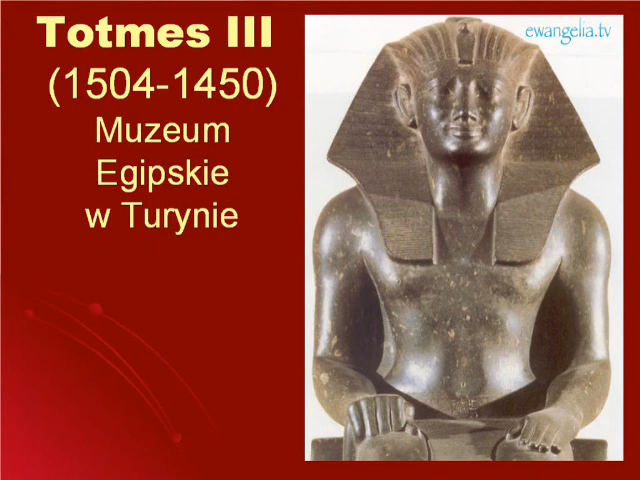 Totmes III
(1504-1450)
Muzeum
Egipskie
w Turynie
ewangelia.tv